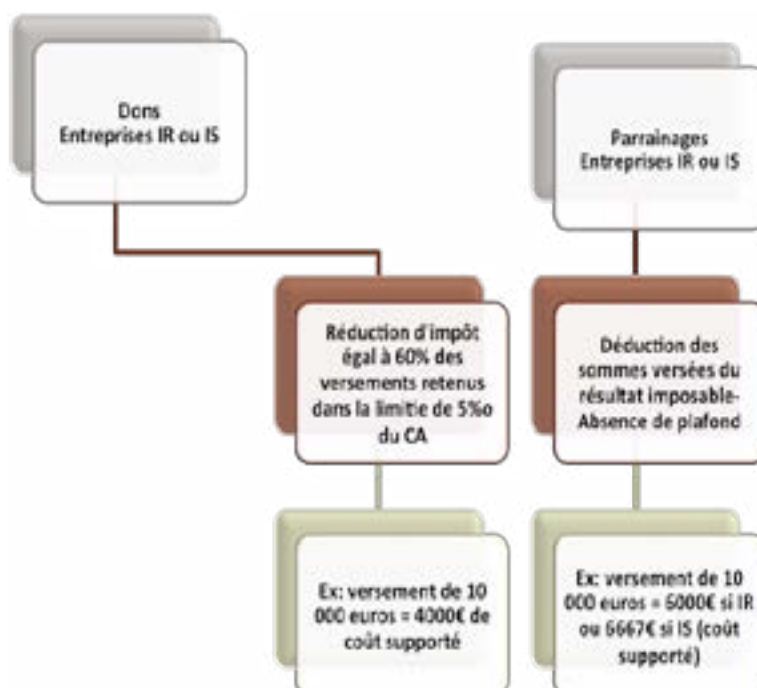 Dons
Entreprises IR ou IS
Parrainages
Entreprises IR ou IS
Réduction d'impôt
égal à 60% des
versements retenus
dans la limitie de 5%o
du CA
Déduction des
sommes versées du
résultat imposable-
Absence de plafond
Ex: versement de 10
000 euros = 4000€ de
coût supporté
Ex: versement de 10
000 euros = 6000€ si IR
ou 6667€ si IS (coût
supporté)